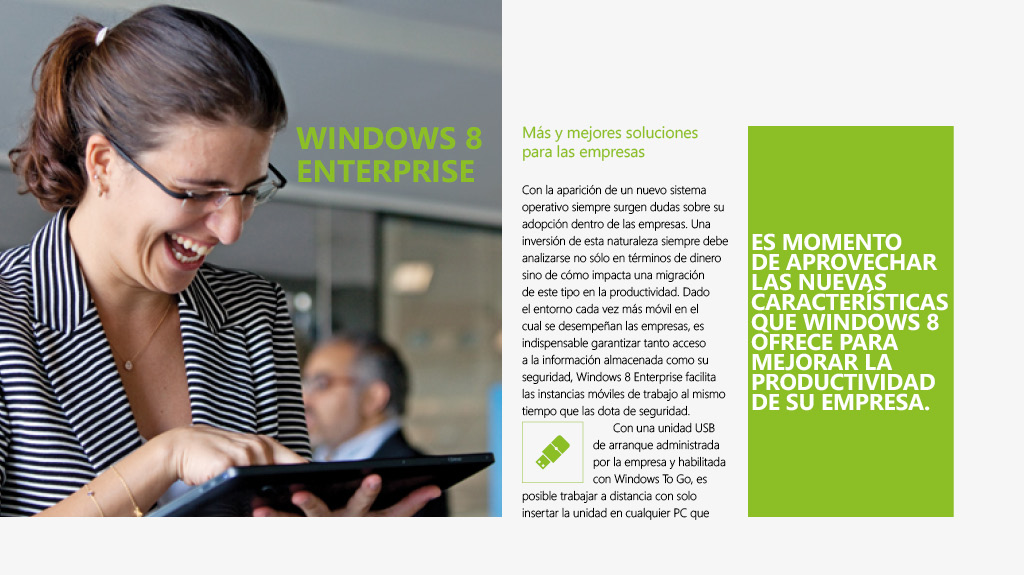 WINDOWS 8
ENTERPRISE
Más y mejores soluciones
para las empresas
Con la aparición de un nuevo sistema
operativo siempre surgen dudas sobre su
adopción dentro de las empresas. Una
inversión de esta naturaleza siempre debe
analizarse no sólo en términos de dinero
sino de cómo impacta una migración
de este tipo en la productividad. Dado
el entorno cada vez más móvil en el
cual se desempeñan las empresas, es
indispensable garantizar tanto acceso
a la información almacenada como su
seguridad, Windows 8 Enterprise facilita
las instancias móviles de trabajo al mismo
tiempo que las dota de seguridad.
Con una unidad USB
de arranque administrada
por la empresa y habilitada
con Windows To Go, es
posible trabajar a distancia con solo
insertar la unidad en cualquier PC que
ES MOMENTO
DE APROVECHAR
LAS NUEVAS
CARACTERÍSTICAS
QUE WINDOWS 8
OFRECE PARA
MEJORAR LA
PRODUCTIVIDAD
DE SU EMPRESA.